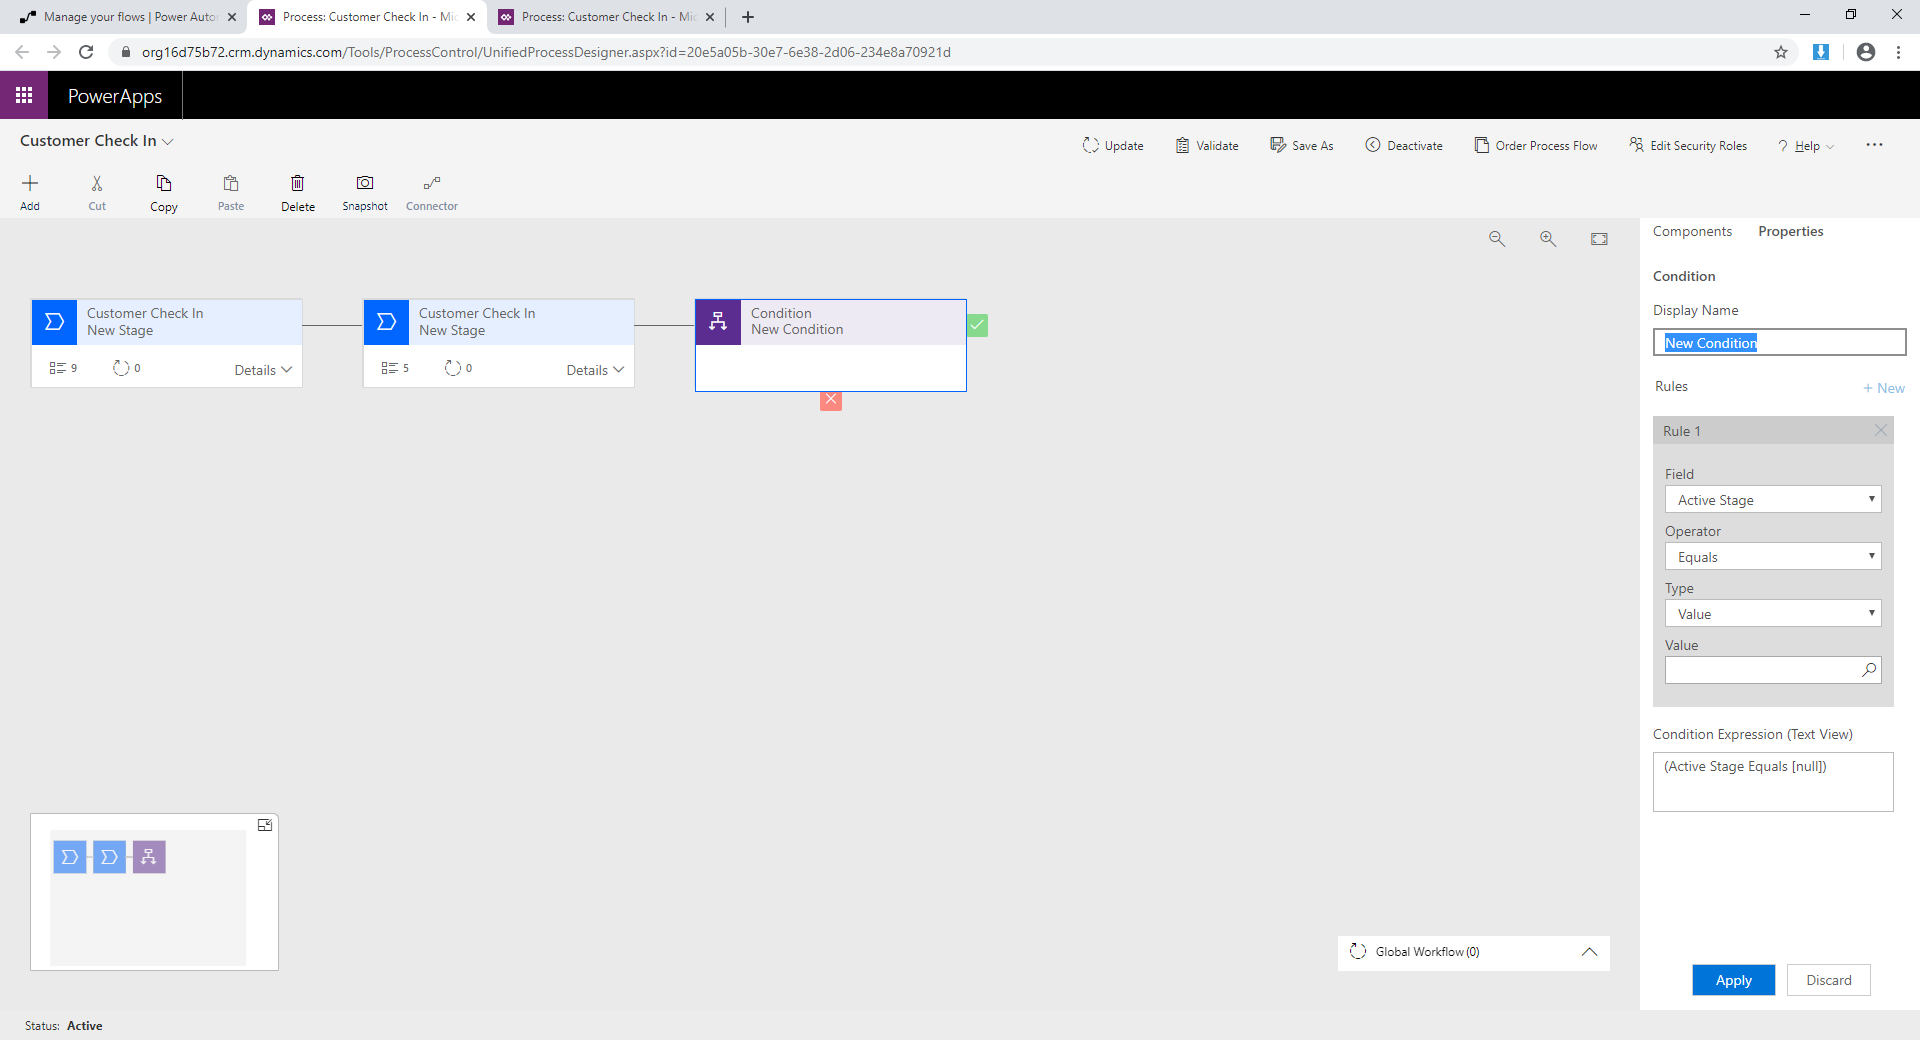 Manage your flows | Power Auto
Process: Customer Check In - Mic
Process: Customer Check In - Mic
org16d75b72.crm.dynamics.com/Tools/ProcessControl/UnifiedProcessDesigner.aspx?id=20e5a05b-30e7-6e38-2d06-234e8a70921d
PowerApps
Customer Check In
Update
Validate
Save As
Deactivate
Order Process Flow
Edit Security Roles
? Help
Add
Cut
Copy
Paste
Delete
Snapshot
Connector
Components
Properties
Customer Check In
New Stage
9
0
Details
Customer Check In
New Stage
5
0
Details
Condition
New Condition
Condition
Display Name
New Condition
Rules
+ New
Rule 1
Field
Active Stage
Operator
Equals
Type
Value
Value
Condition Expression (Text View)
(Active Stage Equals [null])
Global Workflow (0)
Apply
Discard
Status: Active